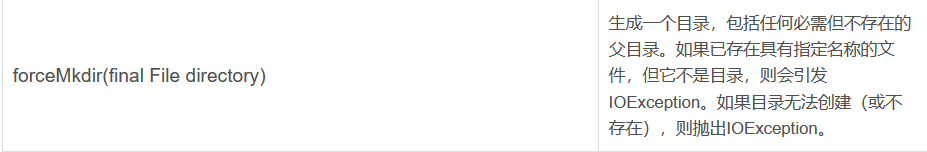 forceMkdir(final File directory)
生成一个目录，包括任何必需但不存在的
父目录。如果已存在具有指定名称的文
件，但它不是目录，则会引发
IOException。如果目录无法创建（或不
存在），则抛出IOException。